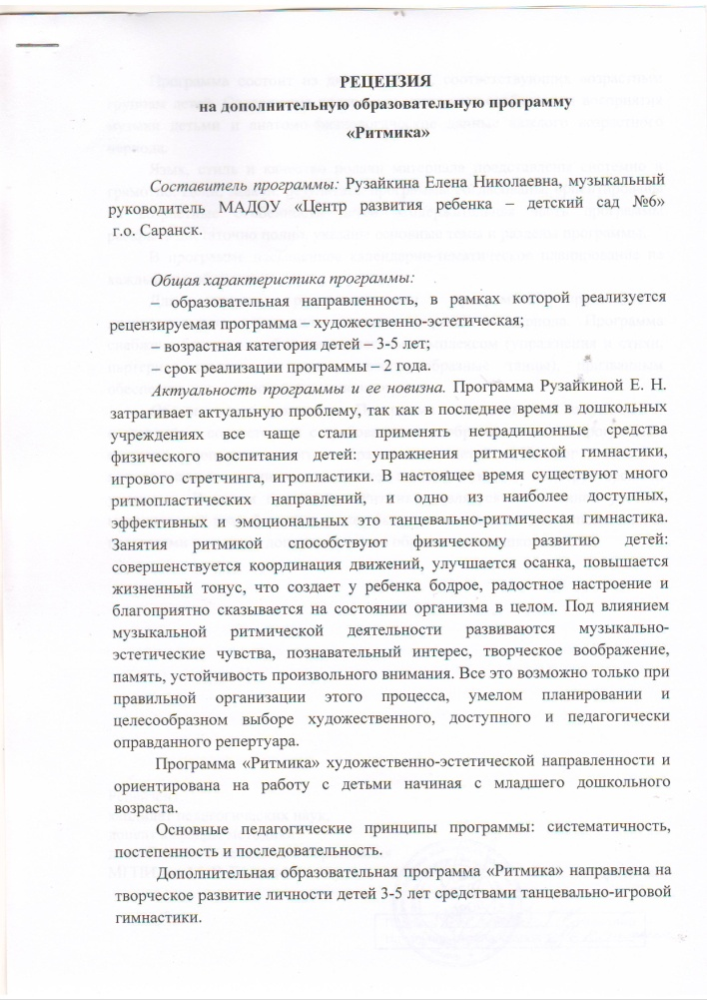 РЕЦЕНЗИЯ
на дополнительную образовательную программу
«Ритмика»
Составитель программы: Рузайкина Елена Николаевна, музыкальный
руководитель МАДОУ «Центр развития ребенка – детский сад №6»
г.о. Саранск.
Общая характеристика программы:
– образовательная направленность, в рамках которой реализуется
рецензируемая программа – художественно-эстетическая;
– возрастная категория детей – 3-5 лет;
– срок реализации программы – 2 года.
Актуальность программы и ее новизна. Программа Рузайкиной Е. Н.
затрагивает актуальную проблему, так как в последнее время в дошкольных
учреждениях все чаще стали применять нетрадиционные средства
физического воспитания детей: упражнения ритмической гимнастики,
игрового стретчинга, игропластики. В настоящее время существуют много
ритмопластических направлений, и одно из наиболее доступных,
эффективных и эмоциональных это танцевально-ритмическая гимнастика.
Занятия ритмикой способствуют физическому развитию детей:
совершенствуется координация движений, улучшается осанка, повышается
жизненный тонус, что создает у ребенка бодрое, радостное настроение и
благоприятно сказывается на состоянии организма в целом. Под влиянием
музыкальной ритмической деятельности развиваются музыкально-
эстетические чувства, познавательный интерес, творческое воображение,
память, устойчивость произвольного внимания. Все это возможно только при
правильной организации этого процесса, умелом планировании и
целесообразном выборе художественного, доступного и педагогически
оправданного репертуара.
Программа «Ритмика» художественно-эстетической направленности и
ориентирована на работу с детьми начиная с младшего дошкольного
возраста.
Основные педагогические принципы программы: систематичность,
постепенность и последовательность.
Дополнительная образовательная программа «Ритмика» направлена на
творческое развитие личности детей 3-5 лет средствами танцевально-игровой
гимнастики.